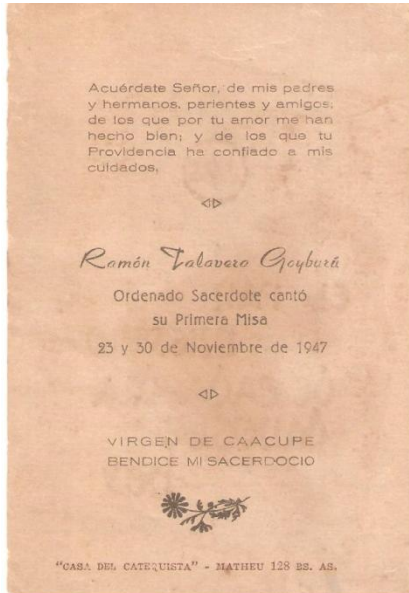 Acuérdate Señor, de mis padres
y hermanos, parientes y amigos;
de los que por tu amor me han
hecho bien; y de los que tu
Providencia ha confiado a mis
cuidados.
Ramón Talavera Goyburú
Ordenado Sacerdote cantó
su Primera Misa
23 y 30 de Noviembre de 1947
VIRGEN DE CAACUPE
BENDICE MI SACERDOCIO
"CASA DEL CATEQUISTA" - MATHEU 128 BS. AS.